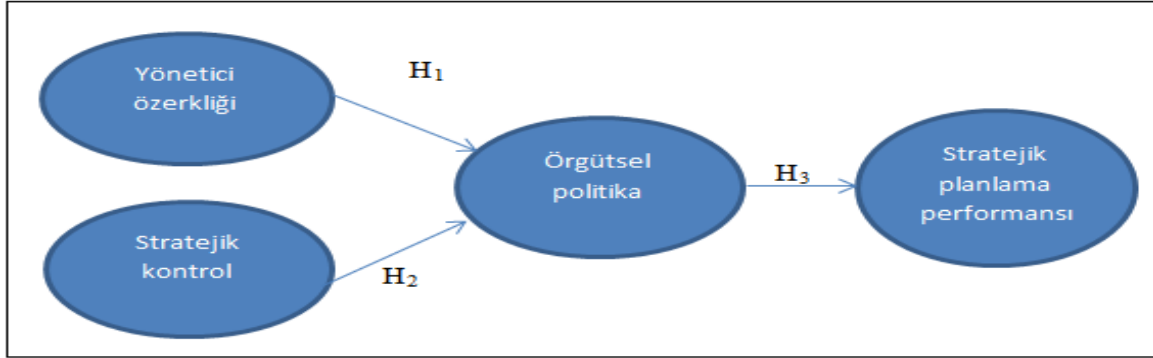 Yönetici
özerkliği
H₁
Stratejik
kontrol
H₂
Örgütsel
politika
H₃
Stratejik
planlama
performansı